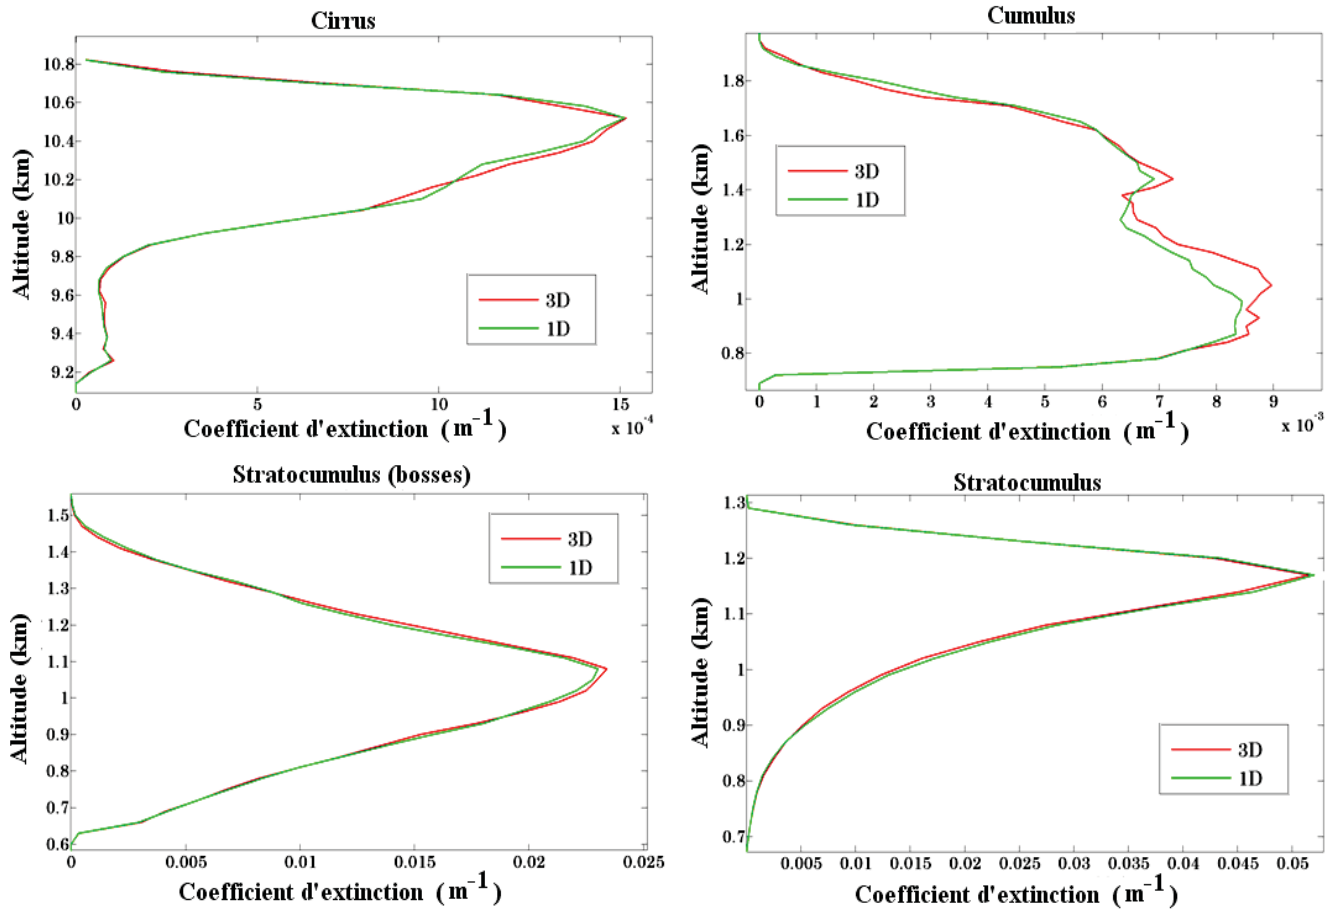 Cirrus
10.8
10.6
10.4
10.2
10
9.8
9.6
9.4
9.2
Altitude (km)
3D
1D
0 5 10 15
x 10⁻⁴
Coefficient d'extinction (m⁻¹)
Cumulus
1.8
1.6
1.4
1.2
1
0.8
Altitude (km)
3D
1D
0 1 2 3 4 5 6 7 8 9
x 10⁻³
Coefficient d'extinction (m⁻¹)
Stratocumulus (bosses)
1.5
1.4
1.3
1.2
1.1
1
0.9
0.8
0.7
0.6
Altitude (km)
3D
1D
0 0.005 0.01 0.015 0.02 0.025
Coefficient d'extinction (m⁻¹)
Stratocumulus
1.3
1.2
1.1
1
0.9
0.8
0.7
Altitude (km)
3D
1D
0.005 0.01 0.015 0.02 0.025 0.03 0.035 0.04 0.045 0.05
Coefficient d'extinction (m⁻¹)